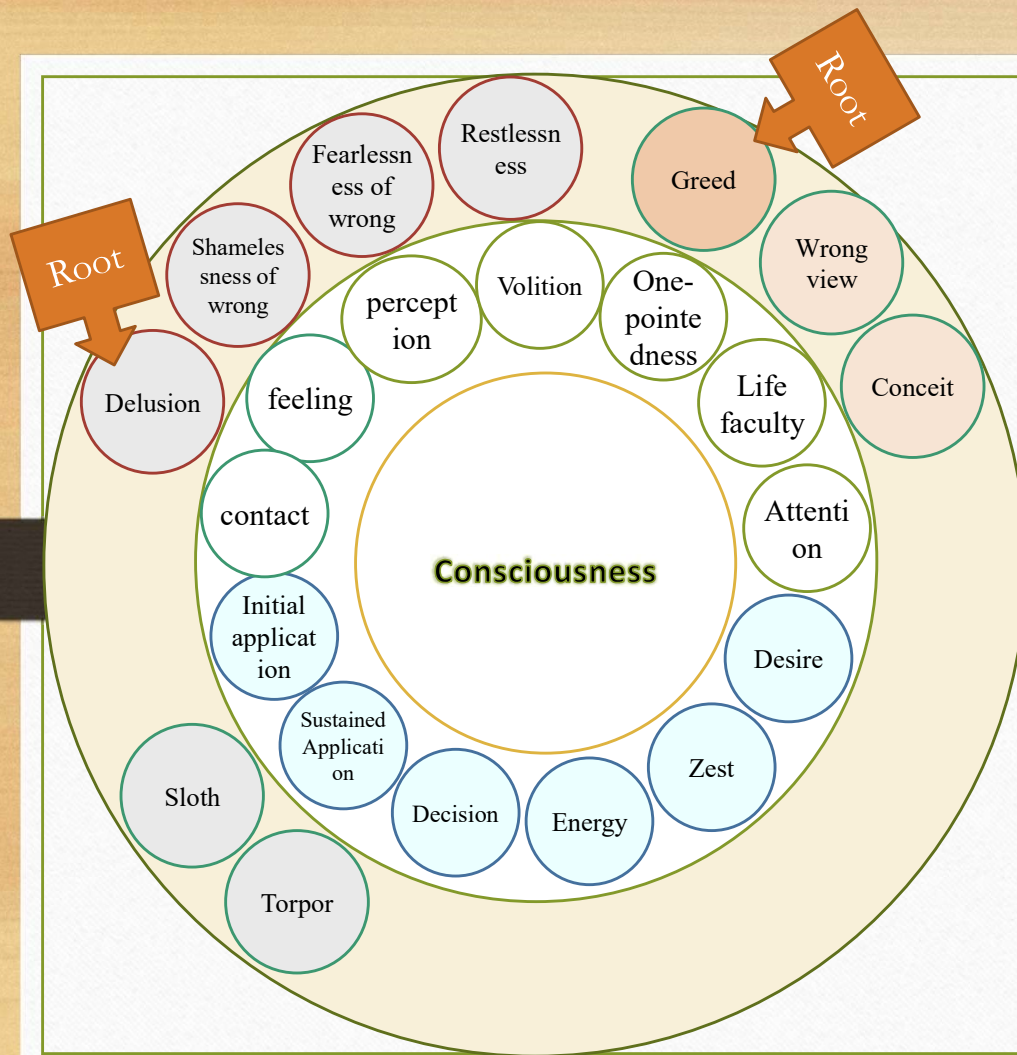 Root
Restlessn
ess
Fearlessn
ess of
wrong
Greed
Root
Shameles
sness of
wrong
Wrong
view
Delusion
Conceit
percept
ion
Volition
One-
pointe
dness
feeling
Life
faculty
contact
Attenti
on
Consciousness
Initial
applicat
ion
Desire
Sustained
Applicati
on
Zest
Decision
Energy
Sloth
Torpor